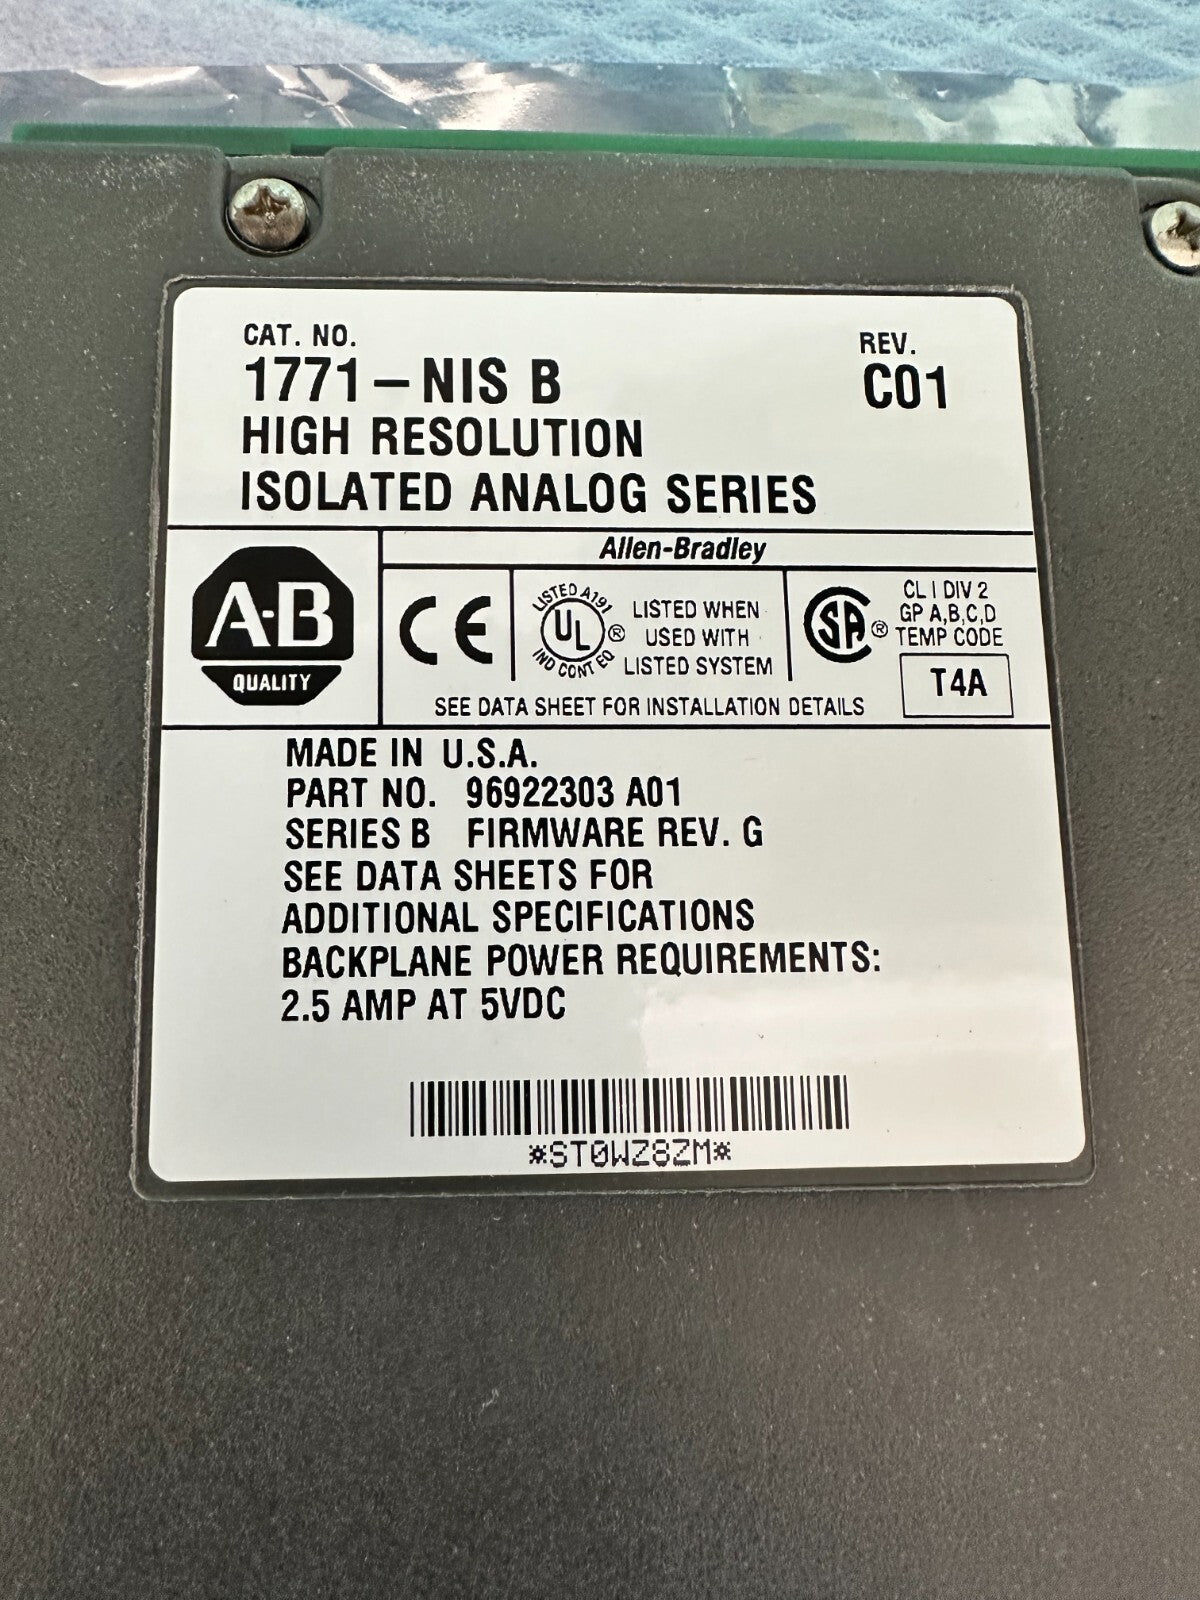 CAT. NO.
REV.
1771-NIS B
C01
HIGH RESOLUTION
ISOLATED ANALOG SERIES
Allen-Bradley
A-B
QUALITY
CE
LISTED A191
UL ®
IND CONT EQ
LISTED WHEN
USED WITH
LISTED SYSTEM
SA ®
CL I DIV 2
GP A,B,C,D
TEMP CODE
T4A
SEE DATA SHEET FOR INSTALLATION DETAILS
MADE IN U.S.A.
PART NO. 96922303 A01
SERIES B FIRMWARE REV. G
SEE DATA SHEETS FOR
ADDITIONAL SPECIFICATIONS
BACKPLANE POWER REQUIREMENTS:
2.5 AMP AT 5VDC
*ST0WZ8ZM*